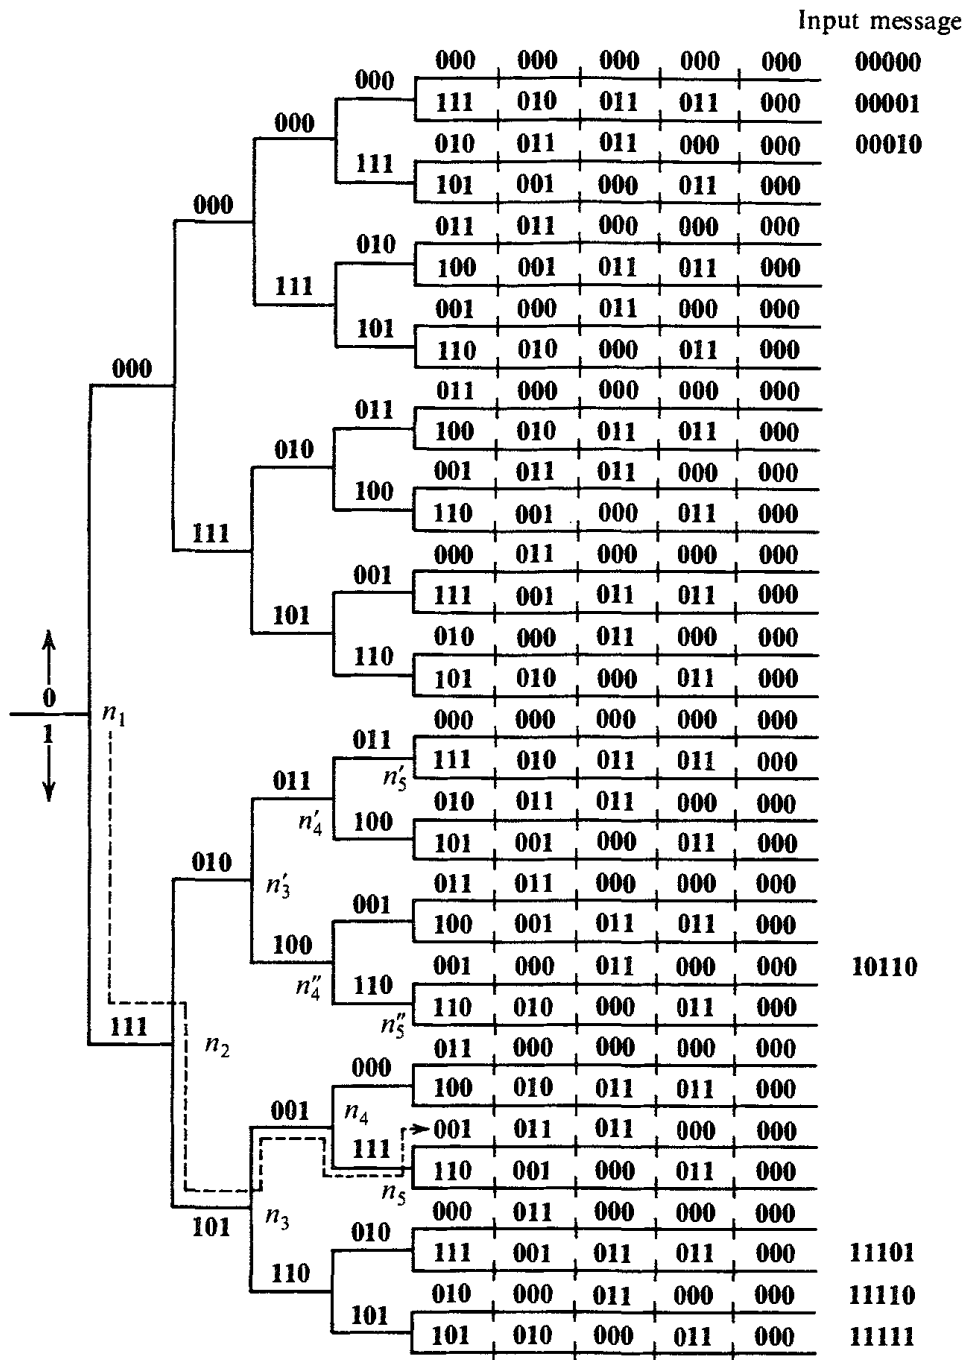 Input message
000 000 000 000 000 00000
000
111 010 011 011 000 00001
000
010 011 011 000 000 00010
111
101 001 000 011 000
000
011 011 000 000 000
010
100 001 011 011 000
111
001 000 011 000 000
101
110 010 000 011 000
000
011 000 000 000 000
011
100 010 011 011 000
010
001 011 011 000 000
100
110 001 000 011 000
111
000 011 000 000 000
001
111 001 011 011 000
101
010 000 011 000 000
110
101 010 000 011 000
0
n₁
000 000 000 000 000
1
011
111 010 011 011 000
n′₅
011
010 011 011 000 000
n′₄ 100
101 001 000 011 000
010
n′₃
011 011 000 000 000
001
100 001 011 011 000
100
001 000 011 000 000 10110
n″₄ 110
110 010 000 011 000
n″₅
111
n₂
011 000 000 000 000
000
100 010 011 011 000
001 n₄
001 011 011 000 000
111
110 001 000 011 000
n₅
000 011 000 000 000
101 n₃
010
111 001 011 011 000 11101
110
010 000 011 000 000 11110
101
101 010 000 011 000 11111